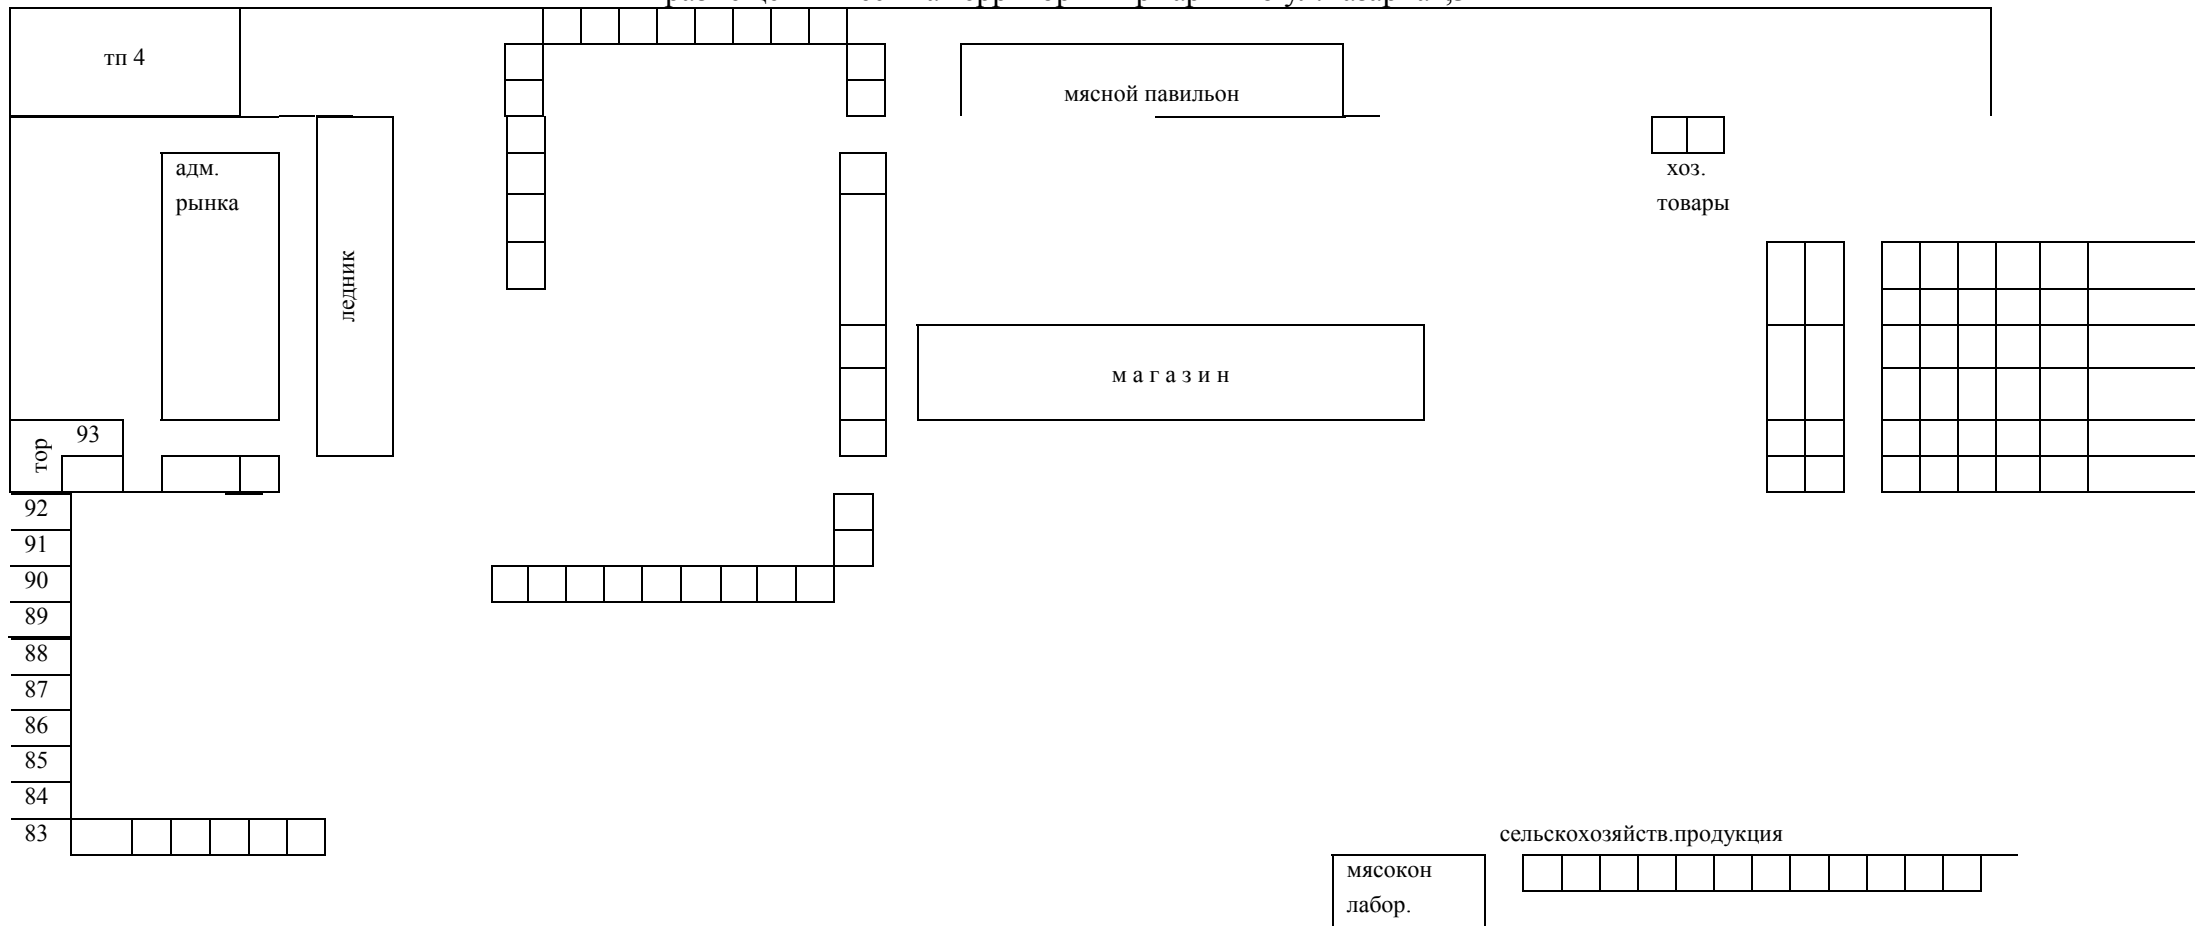 тп 4
мясной павильон
адм.
рынка
хоз.
товары
ледник
м а г а з и н
93
тор
92
91
90
89
88
87
86
85
84
83
сельскохозяйств.продукция
мясокон
лабор.